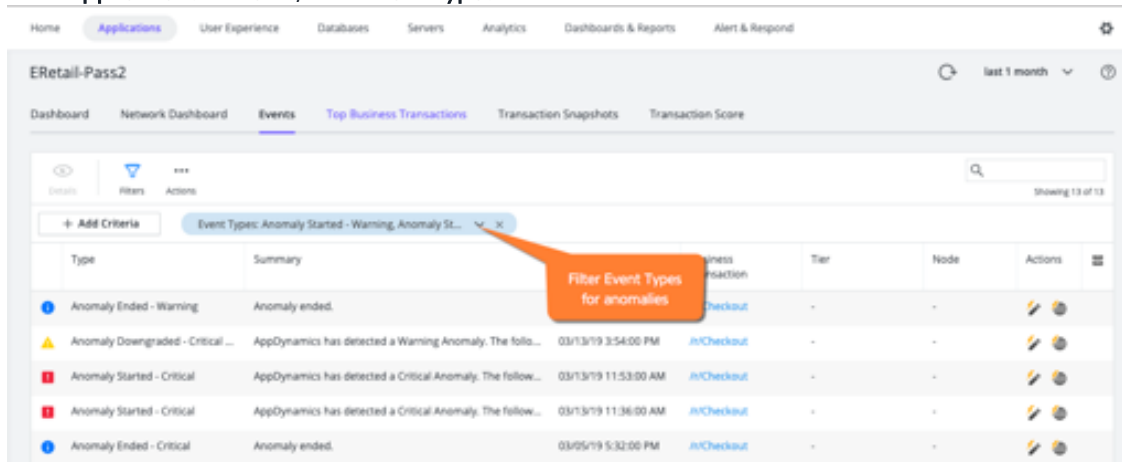 Home Applications User Experience Databases Servers Analytics Dashboards & Reports Alert & Respond
ERetail-Pass2 last 1 month
Dashboard Network Dashboard Events Top Business Transactions Transaction Snapshots Transaction Score
Details Filters Actions
Showing 13 of 13
+ Add Criteria Event Types: Anomaly Started - Warning, Anomaly St...
Type Summary iness nsaction Tier Node Actions
Filter Event Types
for anomalies
Anomaly Ended - Warning Anomaly ended. Checkout - -
Anomaly Downgraded - Critical ... AppDynamics has detected a Warning Anomaly. The follo... 03/13/19 3:54:00 PM /r/Checkout - -
Anomaly Started - Critical AppDynamics has detected a Critical Anomaly. The follow... 03/13/19 11:53:00 AM /r/Checkout - -
Anomaly Started - Critical AppDynamics has detected a Critical Anomaly. The follow... 03/13/19 11:36:00 AM /r/Checkout - -
Anomaly Ended - Critical Anomaly ended. 03/05/19 5:32:00 PM /r/Checkout - -